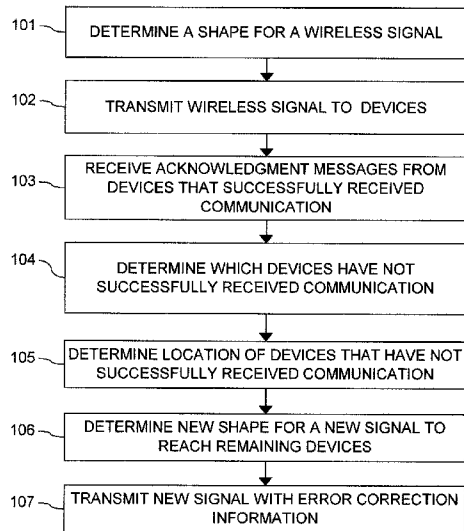 101
DETERMINE A SHAPE FOR A WIRELESS SIGNAL
102
TRANSMIT WIRELESS SIGNAL TO DEVICES
103
RECEIVE ACKNOWLEDGMENT MESSAGES FROM
DEVICES THAT SUCCESSFULLY RECEIVED
COMMUNICATION
104
DETERMINE WHICH DEVICES HAVE NOT
SUCCESSFULLY RECEIVED COMMUNICATION
105
DETERMINE LOCATION OF DEVICES THAT HAVE NOT
SUCCESSFULLY RECEIVED COMMUNICATION
106
DETERMINE NEW SHAPE FOR A NEW SIGNAL TO
REACH REMAINING DEVICES
107
TRANSMIT NEW SIGNAL WITH ERROR CORRECTION
INFORMATION